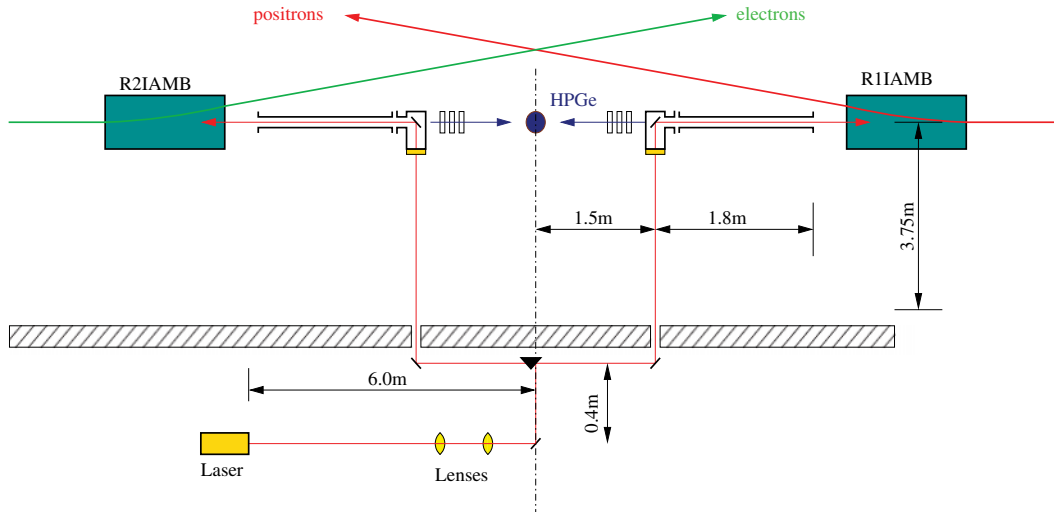 positrons
electrons
R2IAMB
HPGe
R1IAMB
1.5m
1.8m
3.75m
6.0m
0.4m
Laser
Lenses